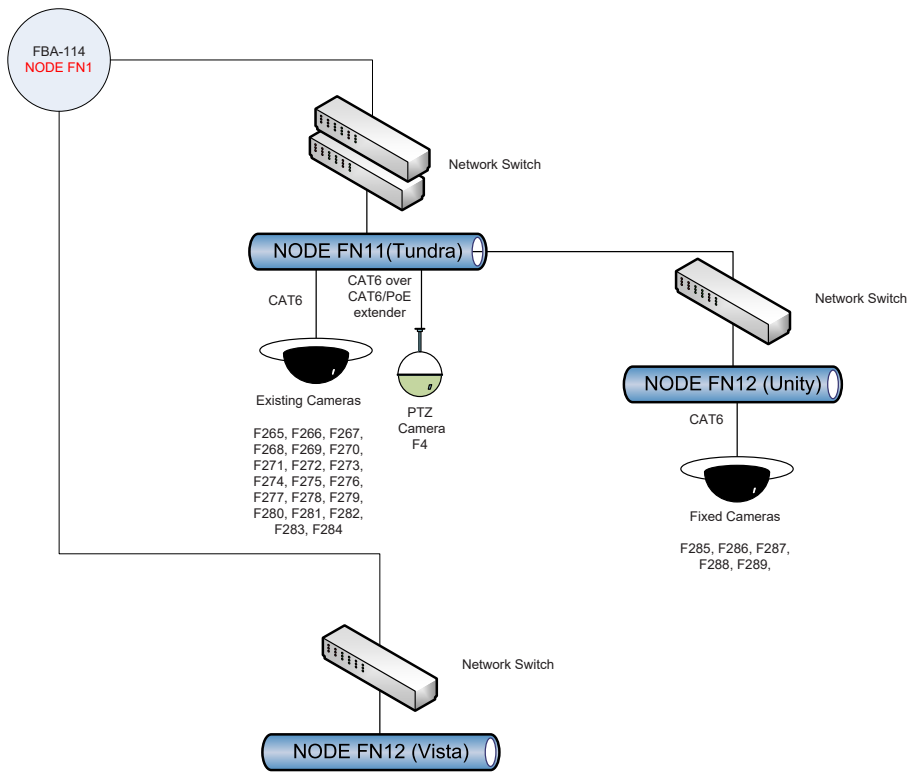 FBA-114
NODE FN1
Network Switch
NODE FN11(Tundra)
CAT6
CAT6 over
CAT6/PoE
extender
Network Switch
NODE FN12 (Unity)
CAT6
Existing Cameras
F265, F266, F267,
F268, F269, F270,
F271, F272, F273,
F274, F275, F276,
F277, F278, F279,
F280, F281, F282,
F283, F284
PTZ
Camera
F4
Fixed Cameras
F285, F286, F287,
F288, F289,
Network Switch
NODE FN12 (Vista)